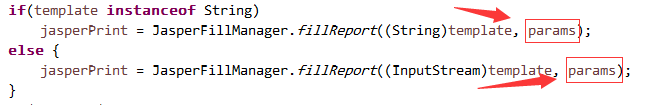 if(template instanceof String)
jasperPrint = JasperFillManager.fillReport((String)template, params);
else {
jasperPrint = JasperFillManager.fillReport((InputStream)template, params);
}